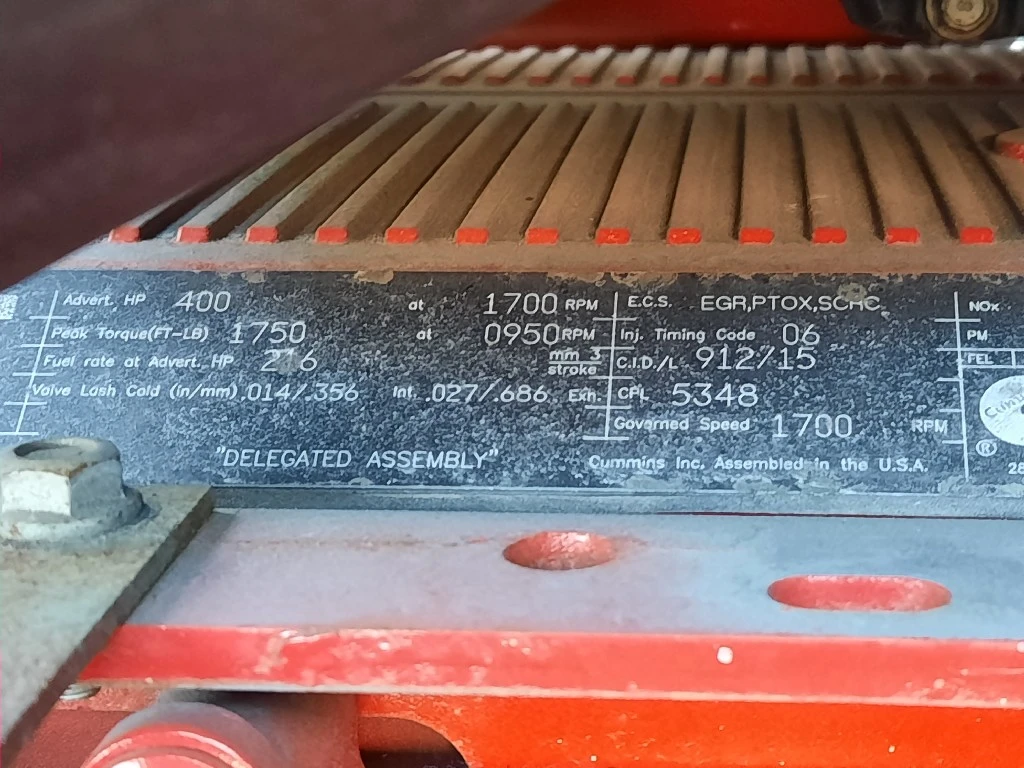 Advert. HP 400 at 1700 RPM
Peak Torque(FT-LB) 1750 at 0950 RPM
Fuel rate at Advert. HP mm 3 stroke
Valve Lash Cold (in/mm) .014/.356 Int. .027/.686 Exh.
"DELEGATED ASSEMBLY"
E.C.S. EGR,PTOX,SCHC
Inj. Timing Code 06
C.I.D./L 912/15
CPL 5348
Governed Speed 1700 RPM
Cummins Inc. Assembled in the U.S.A.
NOx
PM
FEL
®
28